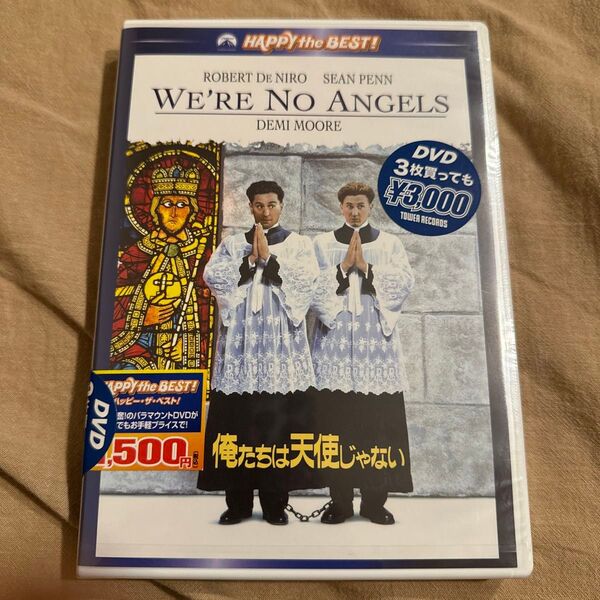 HAPPY the BEST!
ROBERT DE NIRO SEAN PENN
WE'RE NO ANGELS
DEMI MOORE
DVD
3枚買っても
¥3,000
TOWER RECORDS
HAPPY the BEST!
ハッピー・ザ・ベスト!
!のパラマウントDVDが
でもお手軽プライスで!
,500円
DVD
俺たちは天使じゃない